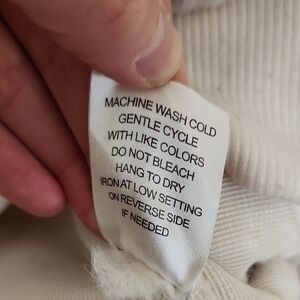 MACHINE WASH COLD
GENTLE CYCLE
WITH LIKE COLORS
DO NOT BLEACH
HANG TO DRY
IRON AT LOW SETTING
ON REVERSE SIDE
IF NEEDED